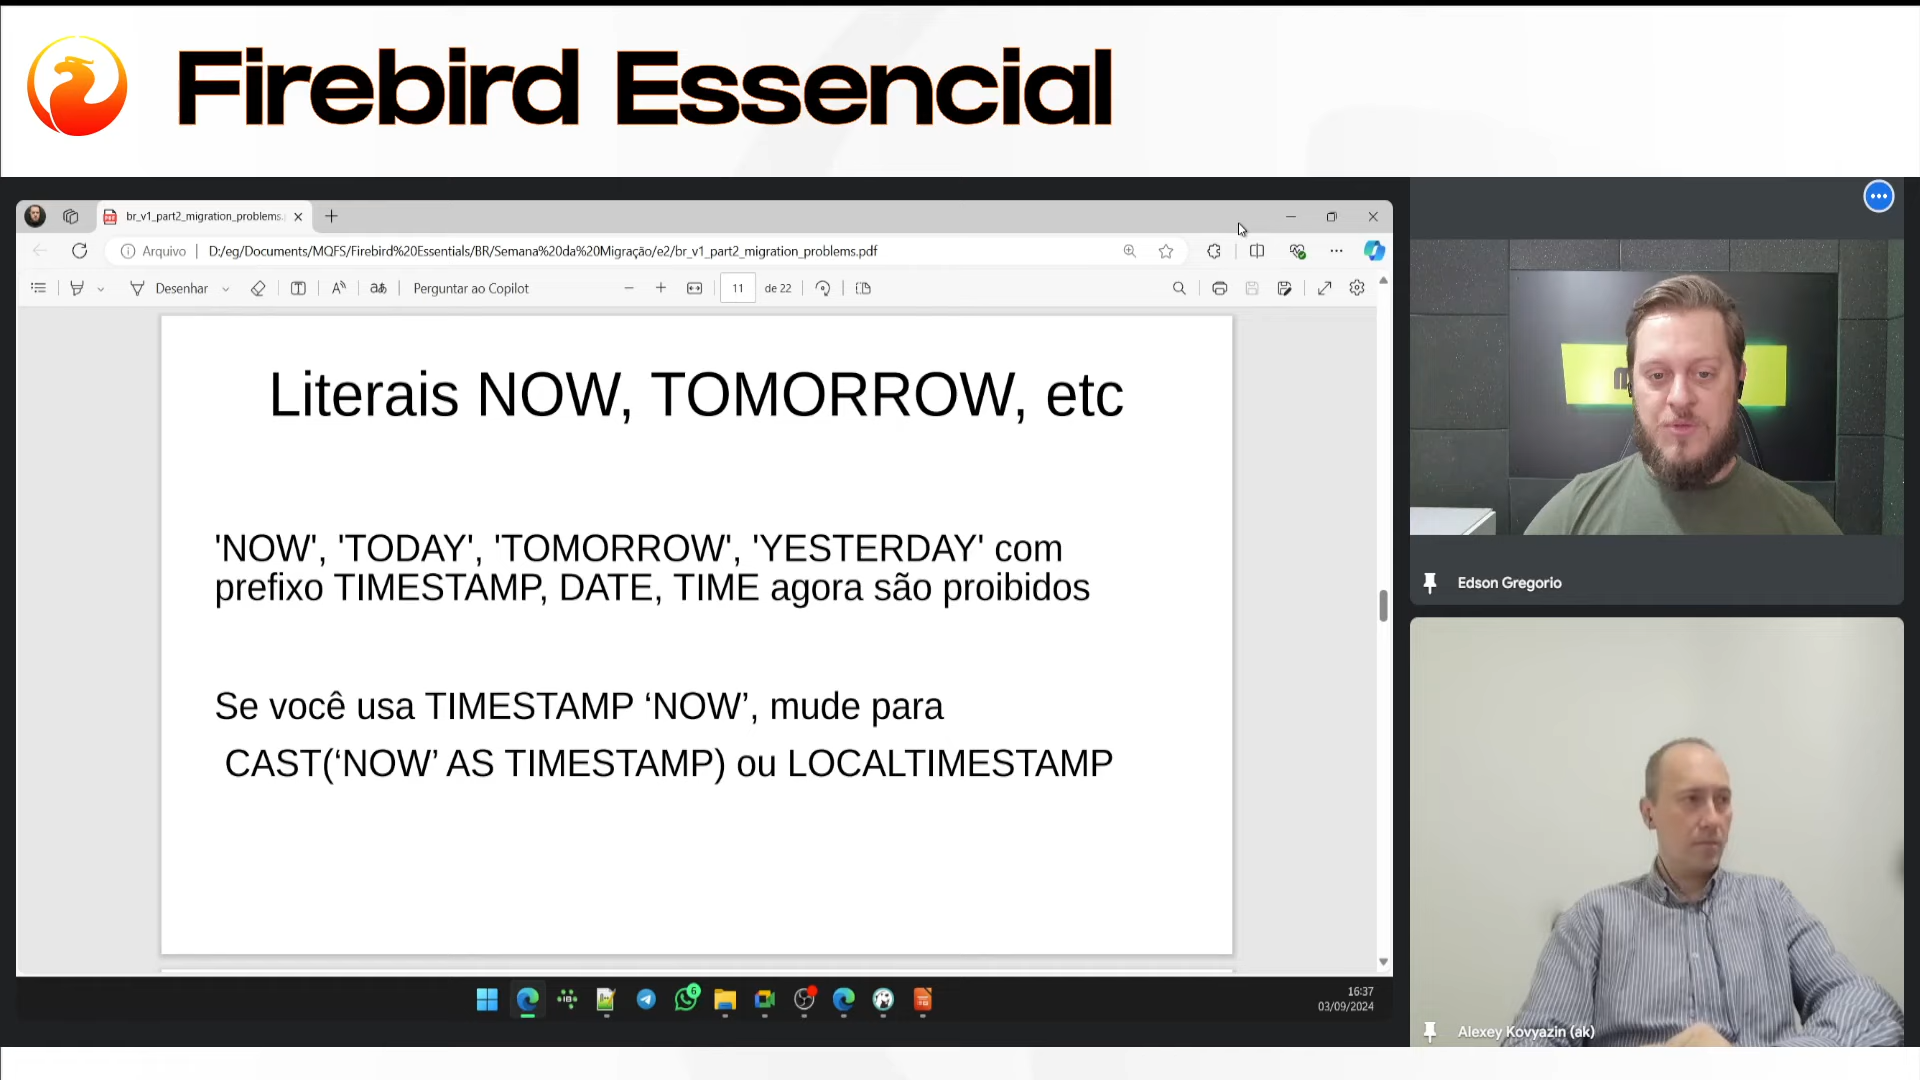 Firebird Essencial
br_v1_part2_migration_problems.
Arquivo
D:/eg/Documents/MQFS/Firebird%20Essentials/BR/Semana%20da%20Migração/e2/br_v1_part2_migration_problems.pdf
Desenhar
Perguntar ao Copilot
11 de 22
Literais NOW, TOMORROW, etc
'NOW', 'TODAY', 'TOMORROW', 'YESTERDAY' com
prefixo TIMESTAMP, DATE, TIME agora são proibidos
Se você usa TIMESTAMP ‘NOW’, mude para
CAST(‘NOW’ AS TIMESTAMP) ou LOCALTIMESTAMP
Edson Gregorio
Alexey Kovyazin (ak)
6
16:37
03/09/2024